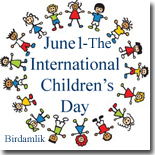 June 1-The
International
Children's
Day
Birdamlik